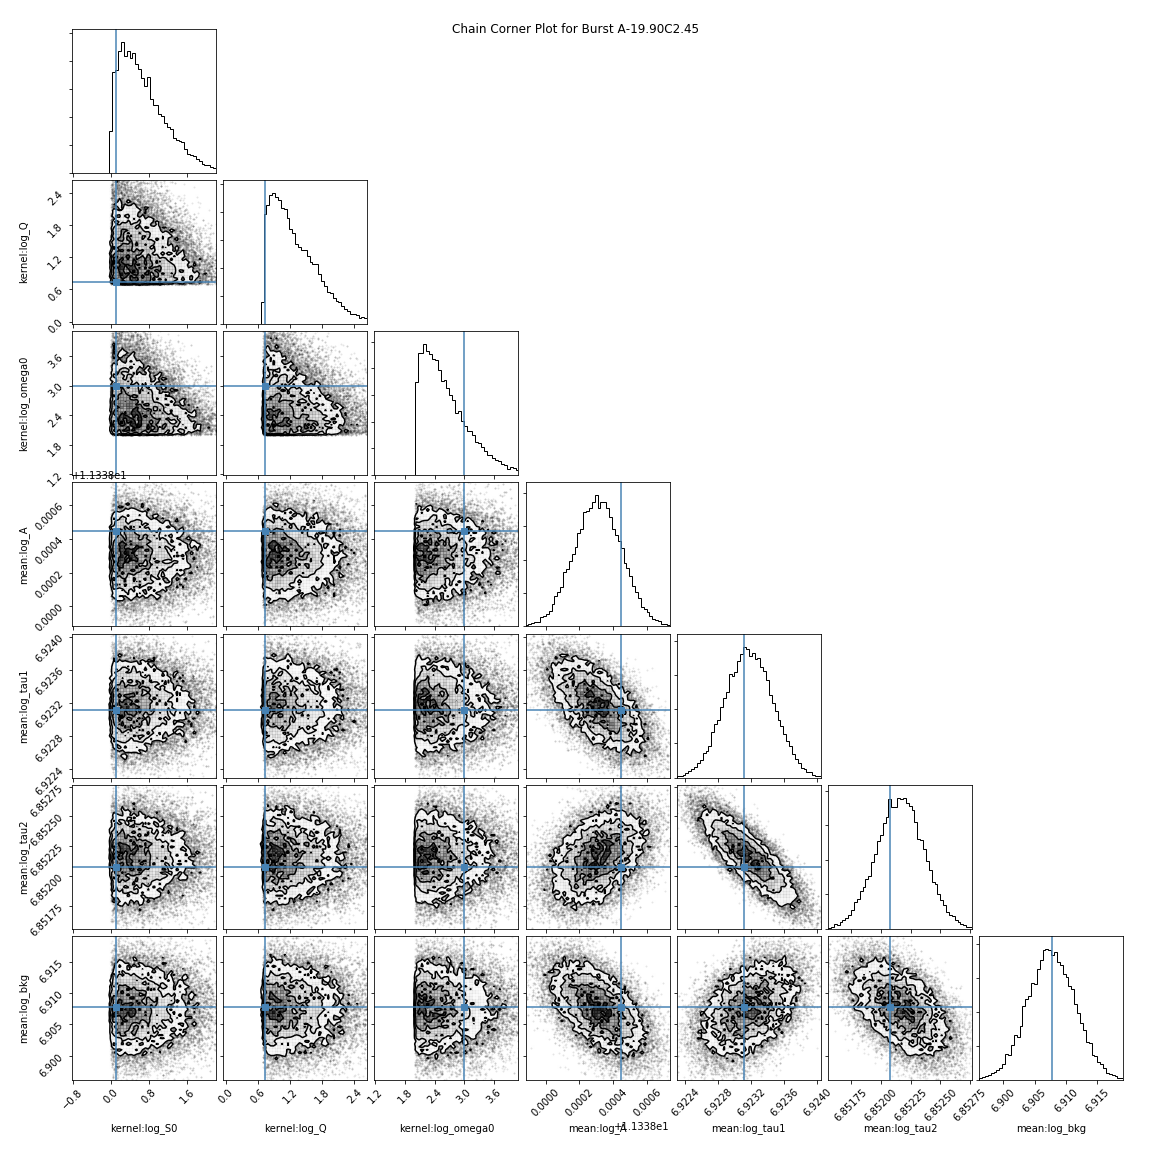 Chain Corner Plot for Burst A-19.90C2.45
kernel:log_Q
2.4
1.8
1.2
0.6
0.0
kernel:log_omega0
3.6
3.0
2.4
1.8
1.2
+1.1338e1
mean:log_A
0.0006
0.0004
0.0002
0.0000
mean:log_tau1
6.9240
6.9236
6.9232
6.9228
6.9224
mean:log_tau2
6.85275
6.85250
6.85225
6.85200
6.85175
mean:log_bkg
6.915
6.910
6.905
6.900
−0.8 0.0 0.8 1.6
0.0 0.6 1.2 1.8 2.4
1.2 1.8 2.4 3.0 3.6
0.0000 0.0002 0.0004 0.0006
6.9224 6.9228 6.9232 6.9236 6.9240
6.85175 6.85200 6.85225 6.85250 6.85275
6.900 6.905 6.910 6.915
kernel:log_S0
kernel:log_Q
kernel:log_omega0
mean:log_A
+1.1338e1
mean:log_tau1
mean:log_tau2
mean:log_bkg